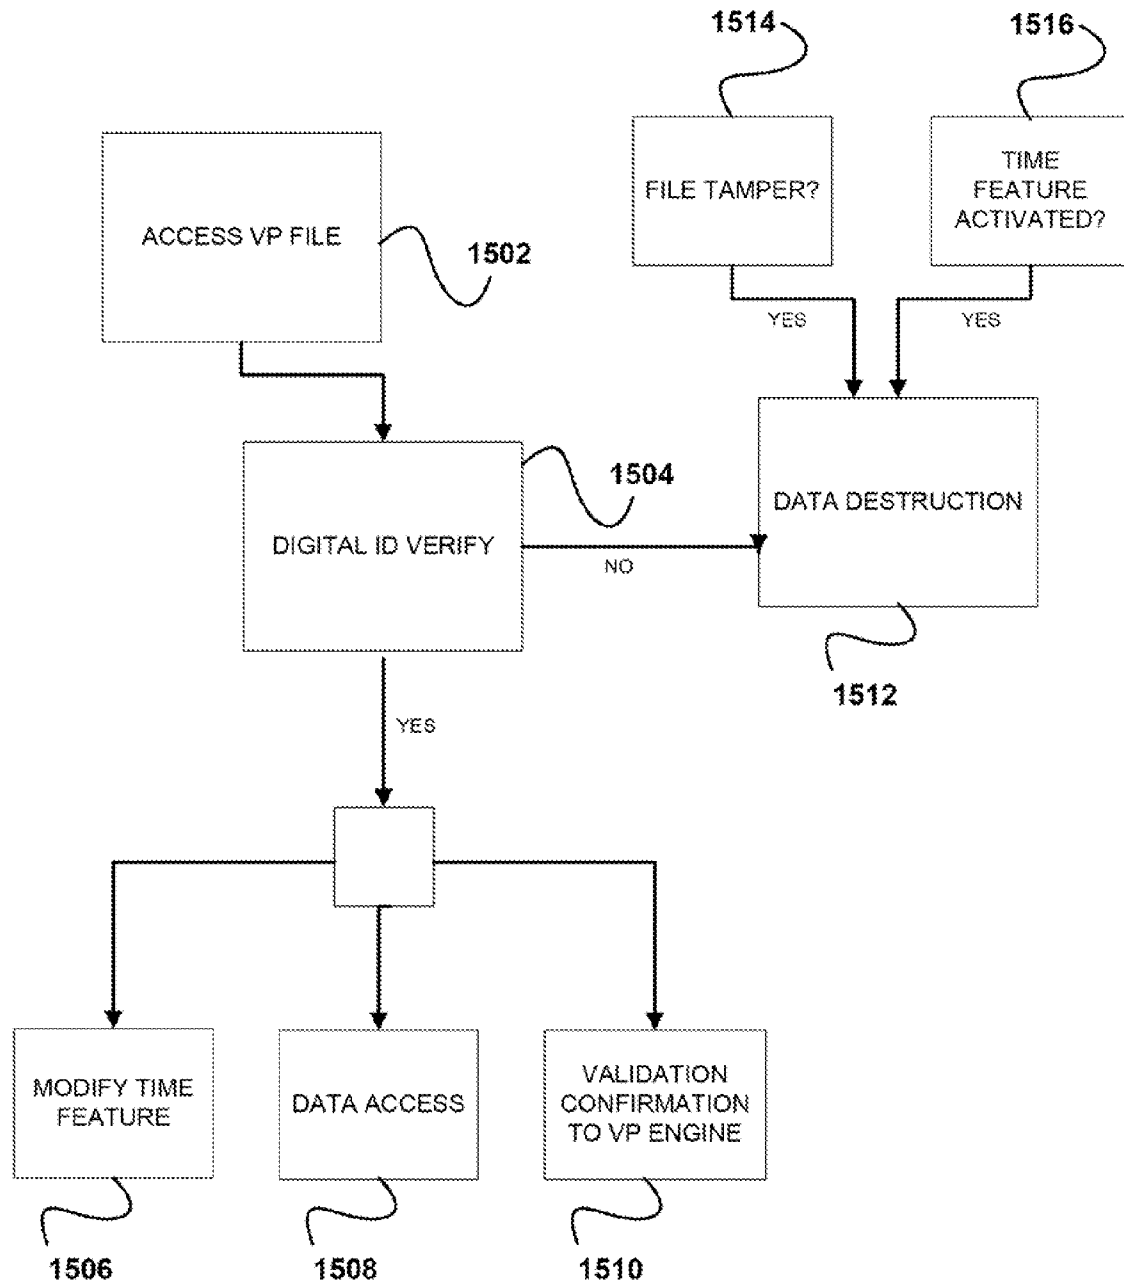 1514
1516
FILE TAMPER?
TIME
FEATURE
ACTIVATED?
ACCESS VP FILE
1502
YES
YES
1504
DATA DESTRUCTION
DIGITAL ID VERIFY
NO
1512
YES
MODIFY TIME
FEATURE
DATA ACCESS
VALIDATION
CONFIRMATION
TO VP ENGINE
1506
1508
1510